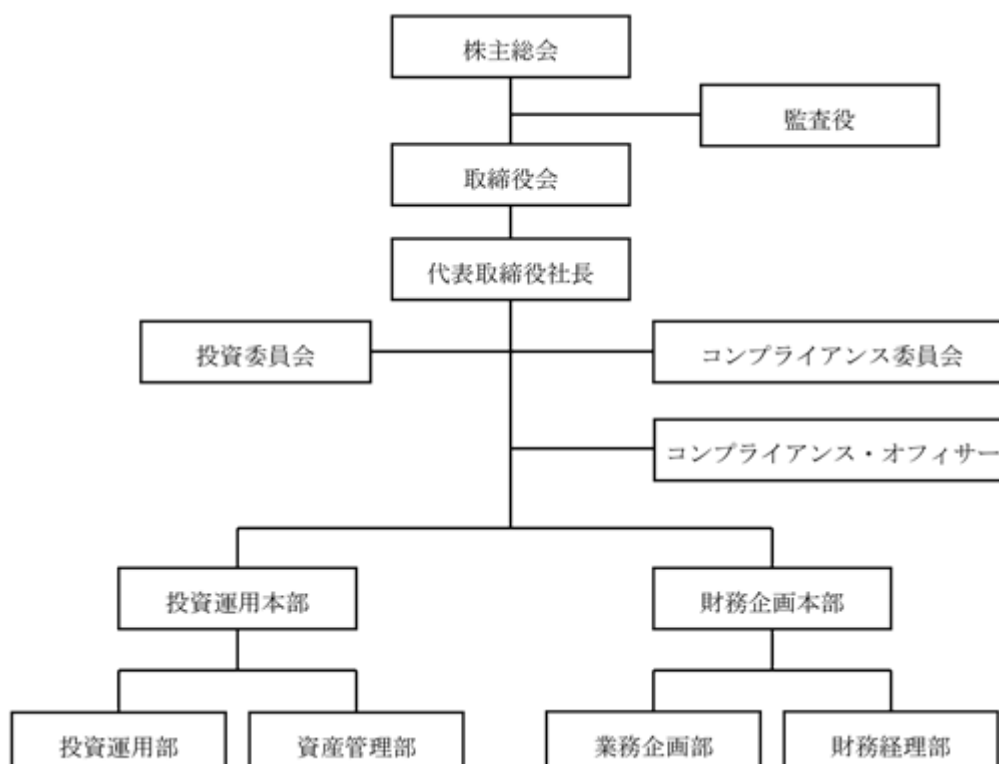 株主総会
監査役
取締役会
代表取締役社長
投資委員会
コンプライアンス委員会
コンプライアンス・オフィサー
投資運用本部
財務企画本部
投資運用部
資産管理部
業務企画部
財務経理部